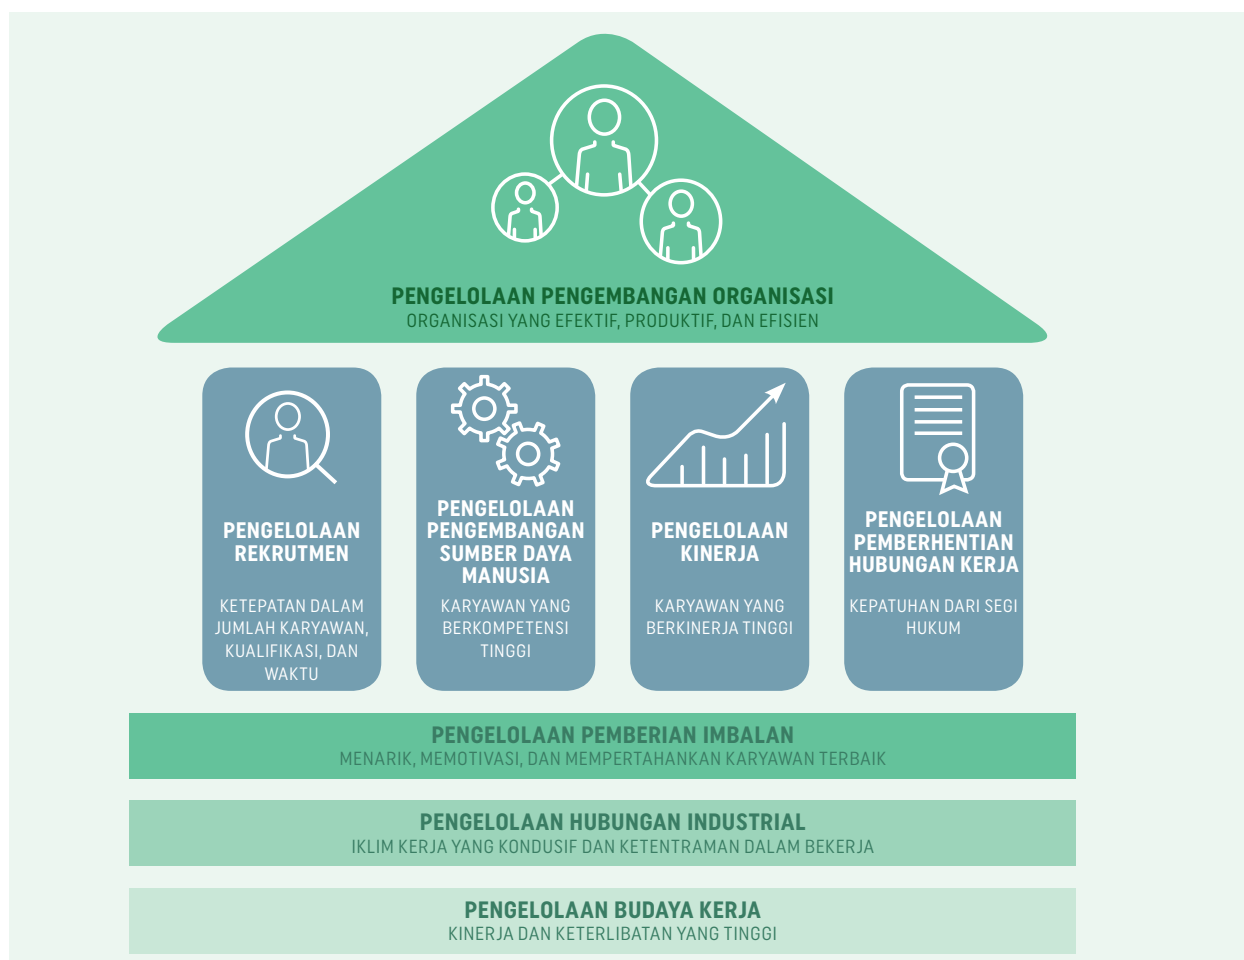 PENGELOLAAN PENGEMBANGAN ORGANISASI
ORGANISASI YANG EFEKTIF, PRODUKTIF, DAN EFISIEN
PENGELOLAAN
REKRUTMEN
KETEPATAN DALAM
JUMLAH KARYAWAN,
KUALIFIKASI, DAN
WAKTU
PENGELOLAAN
PENGEMBANGAN
SUMBER DAYA
MANUSIA
KARYAWAN YANG
BERKOMPETENSI
TINGGI
PENGELOLAAN
KINERJA
KARYAWAN YANG
BERKINERJA TINGGI
PENGELOLAAN
PEMBERHENTIAN
HUBUNGAN KERJA
KEPATUHAN DARI SEGI
HUKUM
PENGELOLAAN PEMBERIAN IMBALAN
MENARIK, MEMOTIVASI, DAN MEMPERTAHANKAN KARYAWAN TERBAIK
PENGELOLAAN HUBUNGAN INDUSTRIAL
IKLIM KERJA YANG KONDUSIF DAN KETENTRAMAN DALAM BEKERJA
PENGELOLAAN BUDAYA KERJA
KINERJA DAN KETERLIBATAN YANG TINGGI